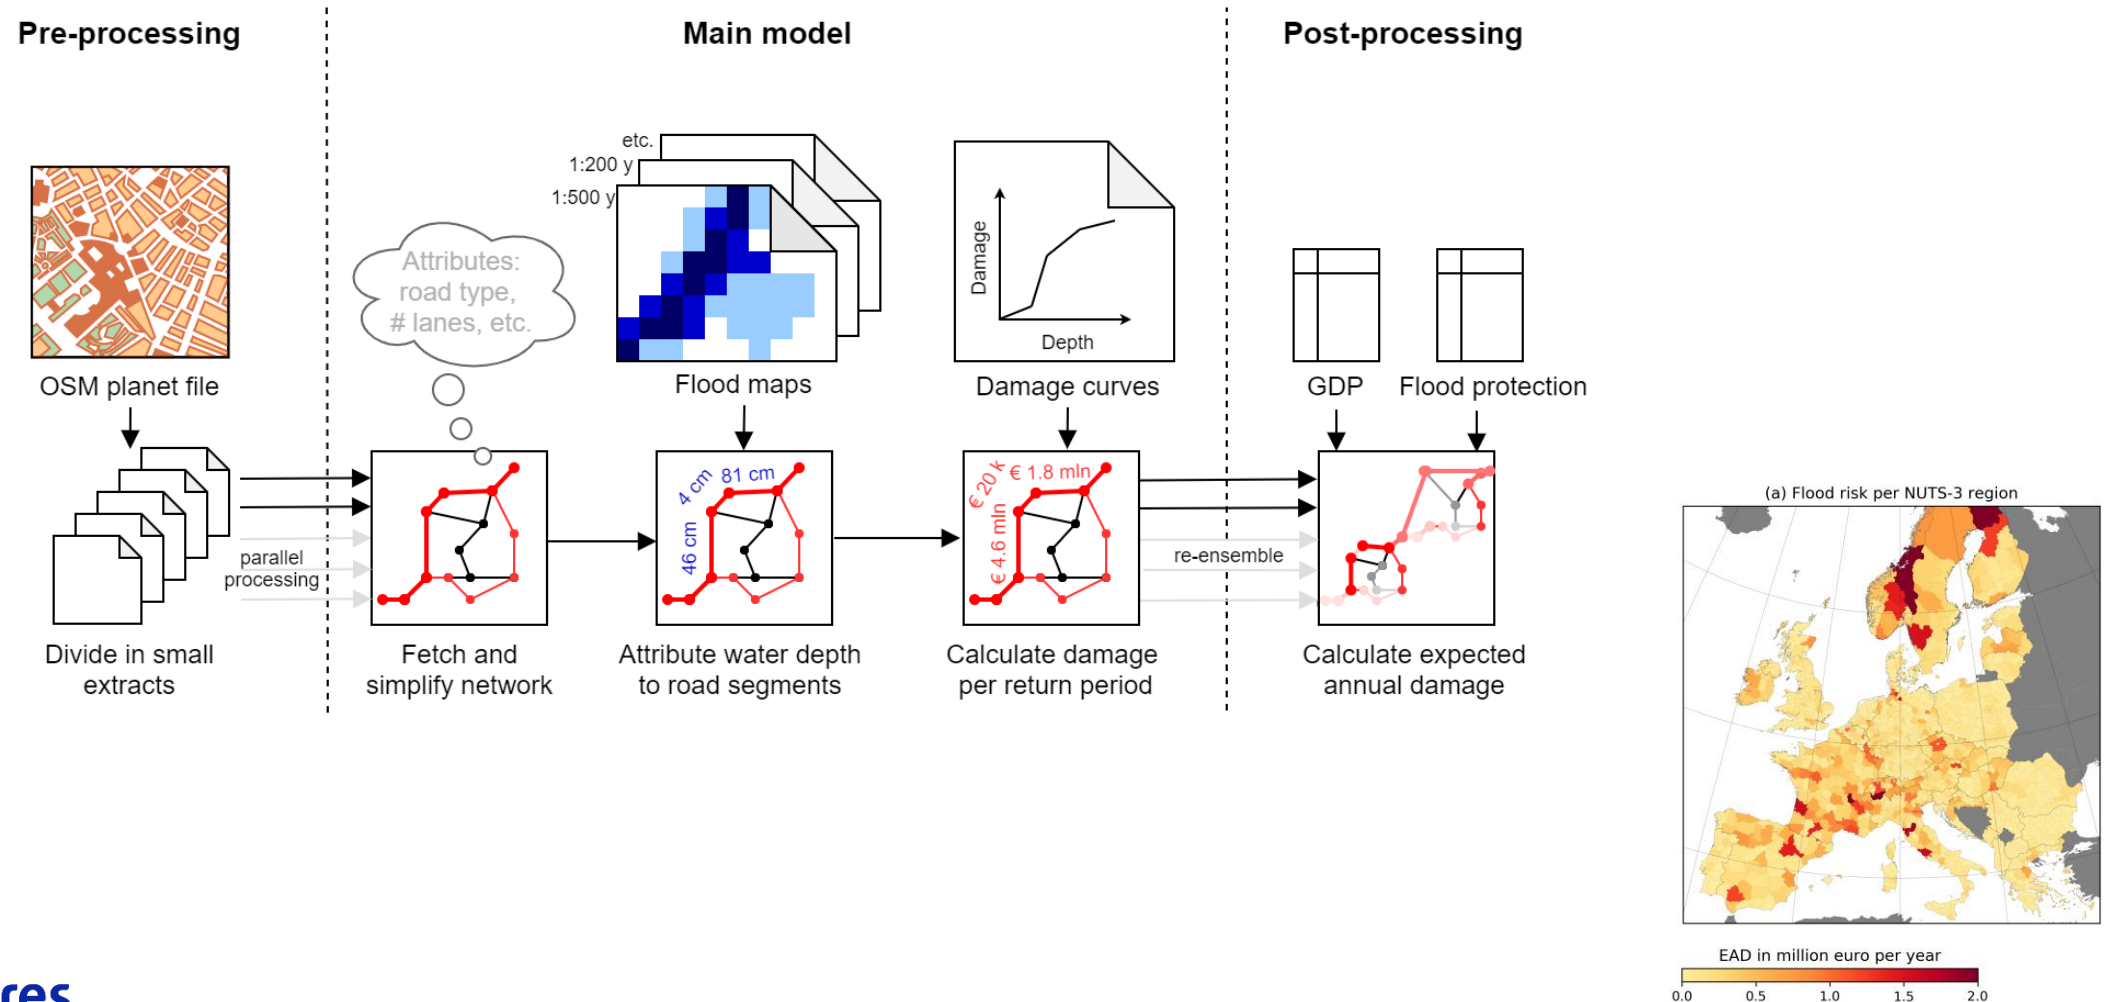 Pre-processing
Main model
Post-processing
etc.
1:200 y
1:500 y
Attributes:
road type,
# lanes, etc.
Damage
Depth
OSM planet file
Flood maps
Damage curves
GDP
Flood protection
parallel
processing
4 cm
81 cm
46 cm
€ 20 k
€ 1.8 mln
€ 4.6 mln
re-ensemble
Divide in small
extracts
Fetch and
simplify network
Attribute water depth
to road segments
Calculate damage
per return period
Calculate expected
annual damage
(a) Flood risk per NUTS-3 region
EAD in million euro per year
0.0 0.5 1.0 1.5 2.0
res